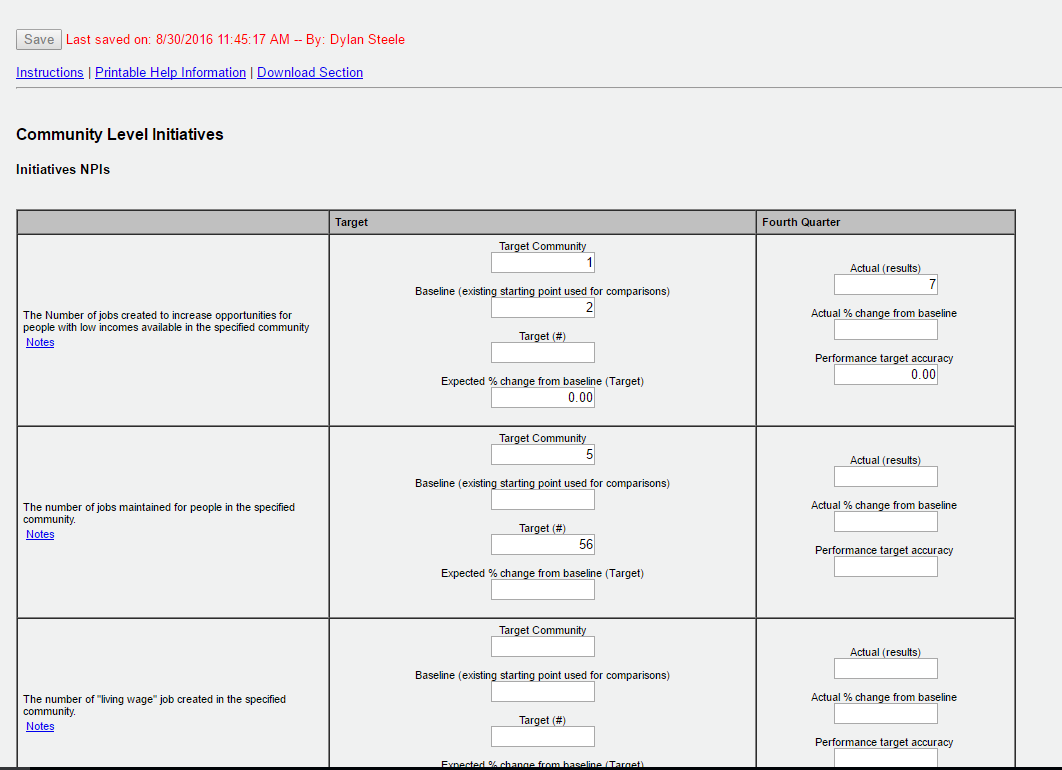 Save Last saved on: 8/30/2016 11:45:17 AM -- By: Dylan Steele
Instructions | Printable Help Information | Download Section
Community Level Initiatives
Initiatives NPIs
Target
Fourth Quarter
The Number of jobs created to increase opportunities for
people with low incomes available in the specified community
Notes
Target Community
1
Baseline (existing starting point used for comparisons)
2
Target (#)
Expected % change from baseline (Target)
0.00
Actual (results)
7
Actual % change from baseline
Performance target accuracy
0.00
The number of jobs maintained for people in the specified
community.
Notes
Target Community
5
Baseline (existing starting point used for comparisons)
Target (#)
56
Expected % change from baseline (Target)
Actual (results)
Actual % change from baseline
Performance target accuracy
The number of "living wage" job created in the specified
community.
Notes
Target Community
Baseline (existing starting point used for comparisons)
Target (#)
Expected % change from baseline (Target)
Actual (results)
Actual % change from baseline
Performance target accuracy